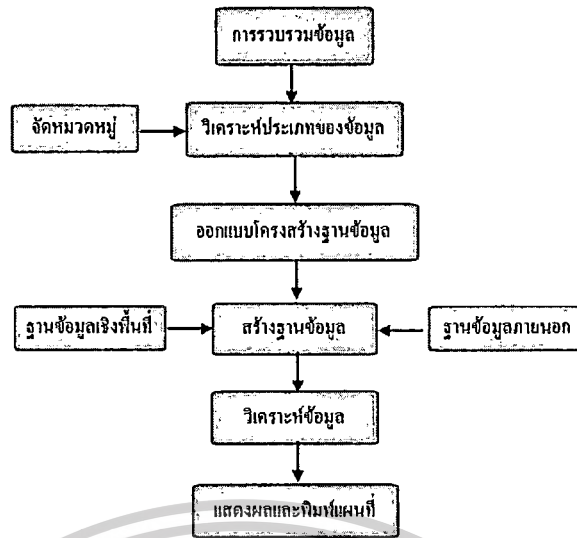 การรวบรวมข้อมูล
จัดหมวดหมู่
วิเคราะห์ประเภทของข้อมูล
ออกแบบโครงสร้างฐานข้อมูล
ฐานข้อมูลเชิงพื้นที่
สร้างฐานข้อมูล
ฐานข้อมูลภายนอก
วิเคราะห์ข้อมูล
แสดงผลและพิมพ์แผนที่